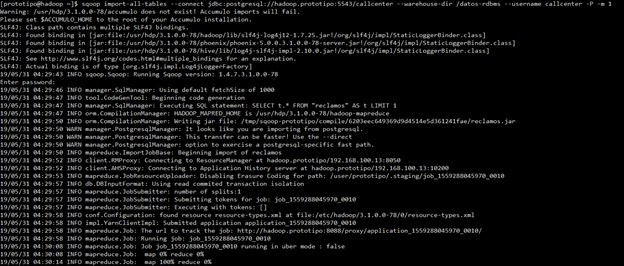 [prototipo@hadoop ~]$ sqoop import-all-tables --connect jdbc:postgresql://hadoop.prototipo:5543/callcenter --warehouse-dir /datos-rdbms --username callcenter -P -m 1
Warning: /usr/hdp/3.1.0.0-78/accumulo does not exist! Accumulo imports will fail.
Please set $ACCUMULO_HOME to the root of your Accumulo installation.
SLF4J: Class path contains multiple SLF4J bindings.
SLF4J: Found binding in [jar:file:/usr/hdp/3.1.0.0-78/hadoop/lib/slf4j-log4j12-1.7.25.jar!/org/slf4j/impl/StaticLoggerBinder.class]
SLF4J: Found binding in [jar:file:/usr/hdp/3.1.0.0-78/phoenix/phoenix-5.0.0.3.1.0.0-78-server.jar!/org/slf4j/impl/StaticLoggerBinder.class]
SLF4J: Found binding in [jar:file:/usr/hdp/3.1.0.0-78/hive/lib/log4j-slf4j-impl-2.10.0.jar!/org/slf4j/impl/StaticLoggerBinder.class]
SLF4J: See http://www.slf4j.org/codes.html#multiple_bindings for an explanation.
SLF4J: Actual binding is of type [org.slf4j.impl.Log4jLoggerFactory]
19/05/31 04:29:43 INFO sqoop.Sqoop: Running Sqoop version: 1.4.7.3.1.0.0-78
Enter password:
19/05/31 04:29:46 INFO manager.SqlManager: Using default fetchSize of 1000
19/05/31 04:29:47 INFO tool.CodeGenTool: Beginning code generation
19/05/31 04:29:47 INFO manager.SqlManager: Executing SQL statement: SELECT t.* FROM "reclamos" AS t LIMIT 1
19/05/31 04:29:47 INFO orm.CompilationManager: HADOOP_MAPRED_HOME is /usr/hdp/3.1.0.0-78/hadoop-mapreduce
19/05/31 04:29:50 INFO orm.CompilationManager: Writing jar file: /tmp/sqoop-prototipo/compile/6203eec649369d9d4514e5d361241fae/reclamos.jar
19/05/31 04:29:50 WARN manager.PostgresqlManager: It looks like you are importing from postgresql.
19/05/31 04:29:50 WARN manager.PostgresqlManager: This transfer can be faster! Use the --direct
19/05/31 04:29:50 WARN manager.PostgresqlManager: option to exercise a postgresql-specific fast path.
19/05/31 04:29:50 INFO mapreduce.ImportJobBase: Beginning import of reclamos
19/05/31 04:29:52 INFO client.RMProxy: Connecting to ResourceManager at hadoop.prototipo/192.168.100.13:8050
19/05/31 04:29:52 INFO client.AHSProxy: Connecting to Application History server at hadoop.prototipo/192.168.100.13:10200
19/05/31 04:29:53 INFO mapreduce.JobResourceUploader: Disabling Erasure Coding for path: /user/prototipo/.staging/job_1559288045970_0010
19/05/31 04:29:57 INFO db.DBInputFormat: Using read commited transaction isolation
19/05/31 04:29:57 INFO mapreduce.JobSubmitter: number of splits:1
19/05/31 04:29:57 INFO mapreduce.JobSubmitter: Submitting tokens for job: job_1559288045970_0010
19/05/31 04:29:57 INFO mapreduce.JobSubmitter: Executing with tokens: []
19/05/31 04:29:58 INFO conf.Configuration: found resource resource-types.xml at file:/etc/hadoop/3.1.0.0-78/0/resource-types.xml
19/05/31 04:29:58 INFO impl.YarnClientImpl: Submitted application application_1559288045970_0010
19/05/31 04:29:58 INFO mapreduce.Job: The url to track the job: http://hadoop.prototipo:8088/proxy/application_1559288045970_0010/
19/05/31 04:29:58 INFO mapreduce.Job: Running job: job_1559288045970_0010
19/05/31 04:30:08 INFO mapreduce.Job: Job job_1559288045970_0010 running in uber mode : false
19/05/31 04:30:08 INFO mapreduce.Job:  map 0% reduce 0%
19/05/31 04:30:14 INFO mapreduce.Job:  map 100% reduce 0%